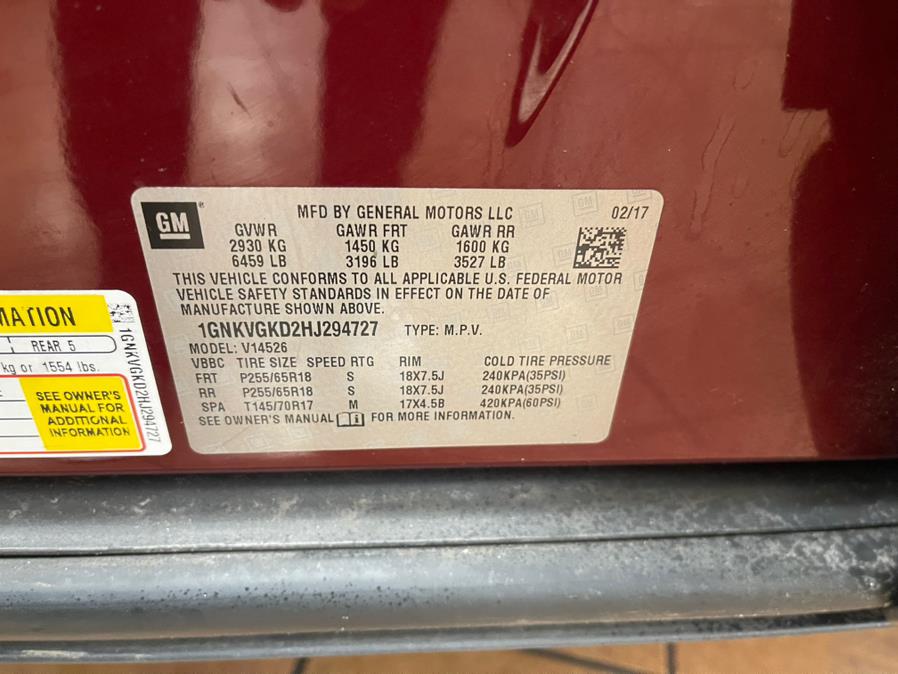 GM
MFD BY GENERAL MOTORS LLC 02/17
GVWR GAWR FRT GAWR RR
2930 KG 1450 KG 1600 KG
6459 LB 3196 LB 3527 LB
THIS VEHICLE CONFORMS TO ALL APPLICABLE U.S. FEDERAL MOTOR
VEHICLE SAFETY STANDARDS IN EFFECT ON THE DATE OF
MANUFACTURE SHOWN ABOVE.
1GNKVGKD2HJ294727 TYPE: M.P.V.
MODEL: V14526
VBBC TIRE SIZE SPEED RTG RIM COLD TIRE PRESSURE
FRT P255/65R18 S 18X7.5J 240KPA(35PSI)
RR P255/65R18 S 18X7.5J 240KPA(35PSI)
SPA T145/70R17 M 17X4.5B 420KPA(60PSI)
SEE OWNER'S MANUAL FOR MORE INFORMATION.
MATION
REAR 5
kg or 1554 lbs.
SEE OWNER'S
MANUAL FOR
ADDITIONAL
INFORMATION
1GNKVGKD2HJ294727